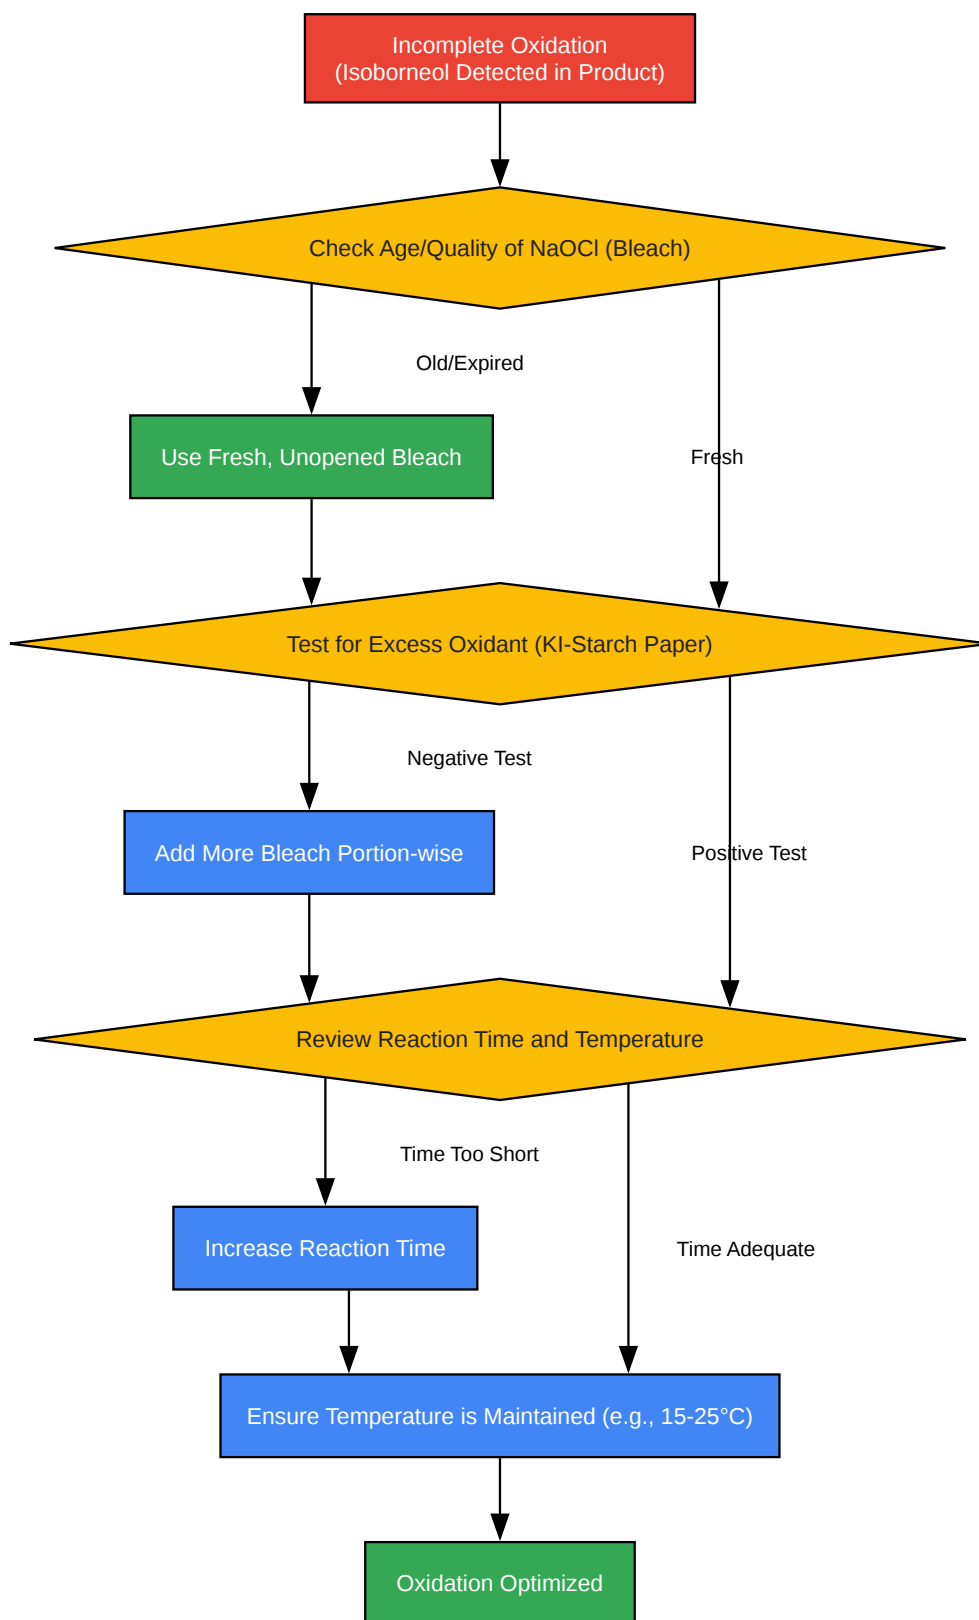 Incomplete Oxidation
(Isoborneol Detected in Product)
Check Age/Quality of NaOCl (Bleach)
Old/Expired
Use Fresh, Unopened Bleach
Fresh
Test for Excess Oxidant (KI-Starch Paper)
Negative Test
Add More Bleach Portion-wise
Positive Test
Review Reaction Time and Temperature
Time Too Short
Increase Reaction Time
Time Adequate
Ensure Temperature is Maintained (e.g., 15-25°C)
Oxidation Optimized